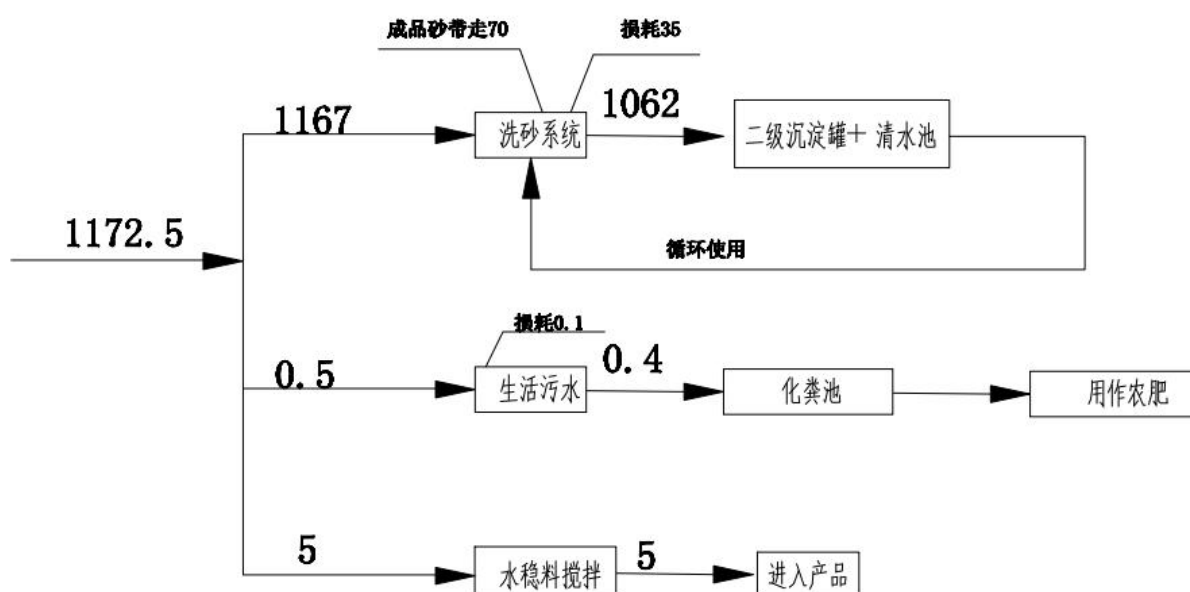 成品砂带走70
损耗35
1167
洗砂系统
1062
二级沉淀罐+ 清水池
1172.5
循环使用
损耗0.1
0.5
生活污水
0.4
化粪池
用作农肥
5
水稳料搅拌
5
进入产品